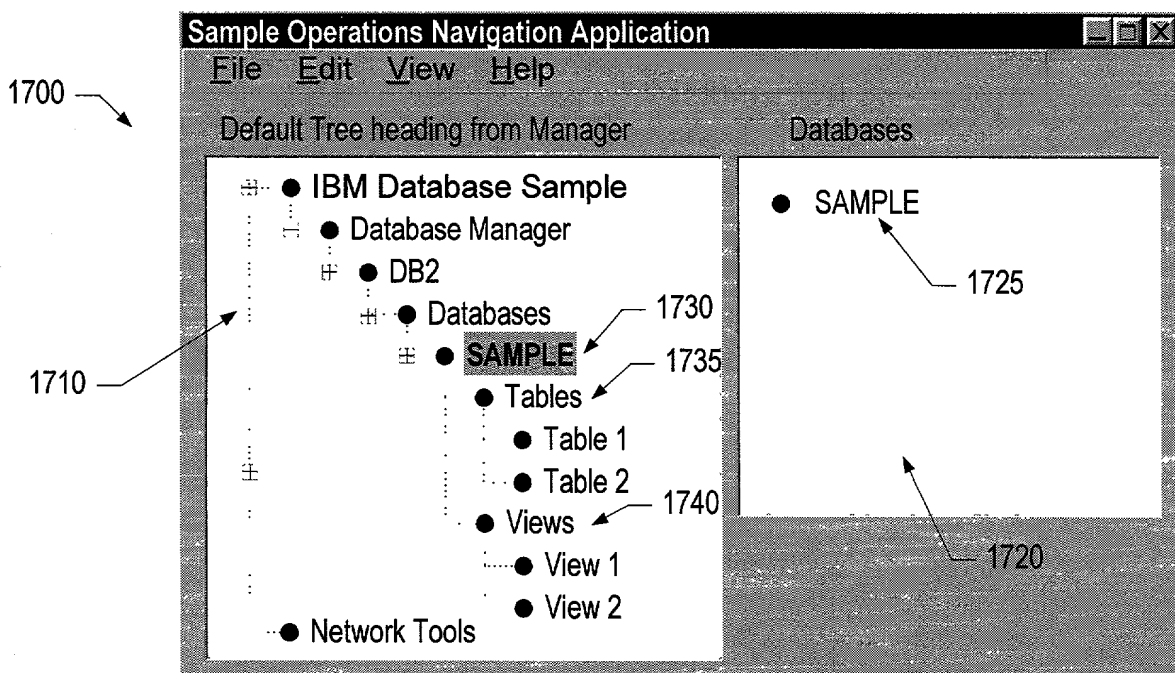 Sample Operations Navigation Application
File Edit View Help
1700
Default Tree heading from Manager
Databases
IBM Database Sample
SAMPLE
Database Manager
DB2
1725
Databases
1730
SAMPLE
1735
1710
Tables
Table 1
Table 2
1740
Views
1720
View 1
View 2
Network Tools